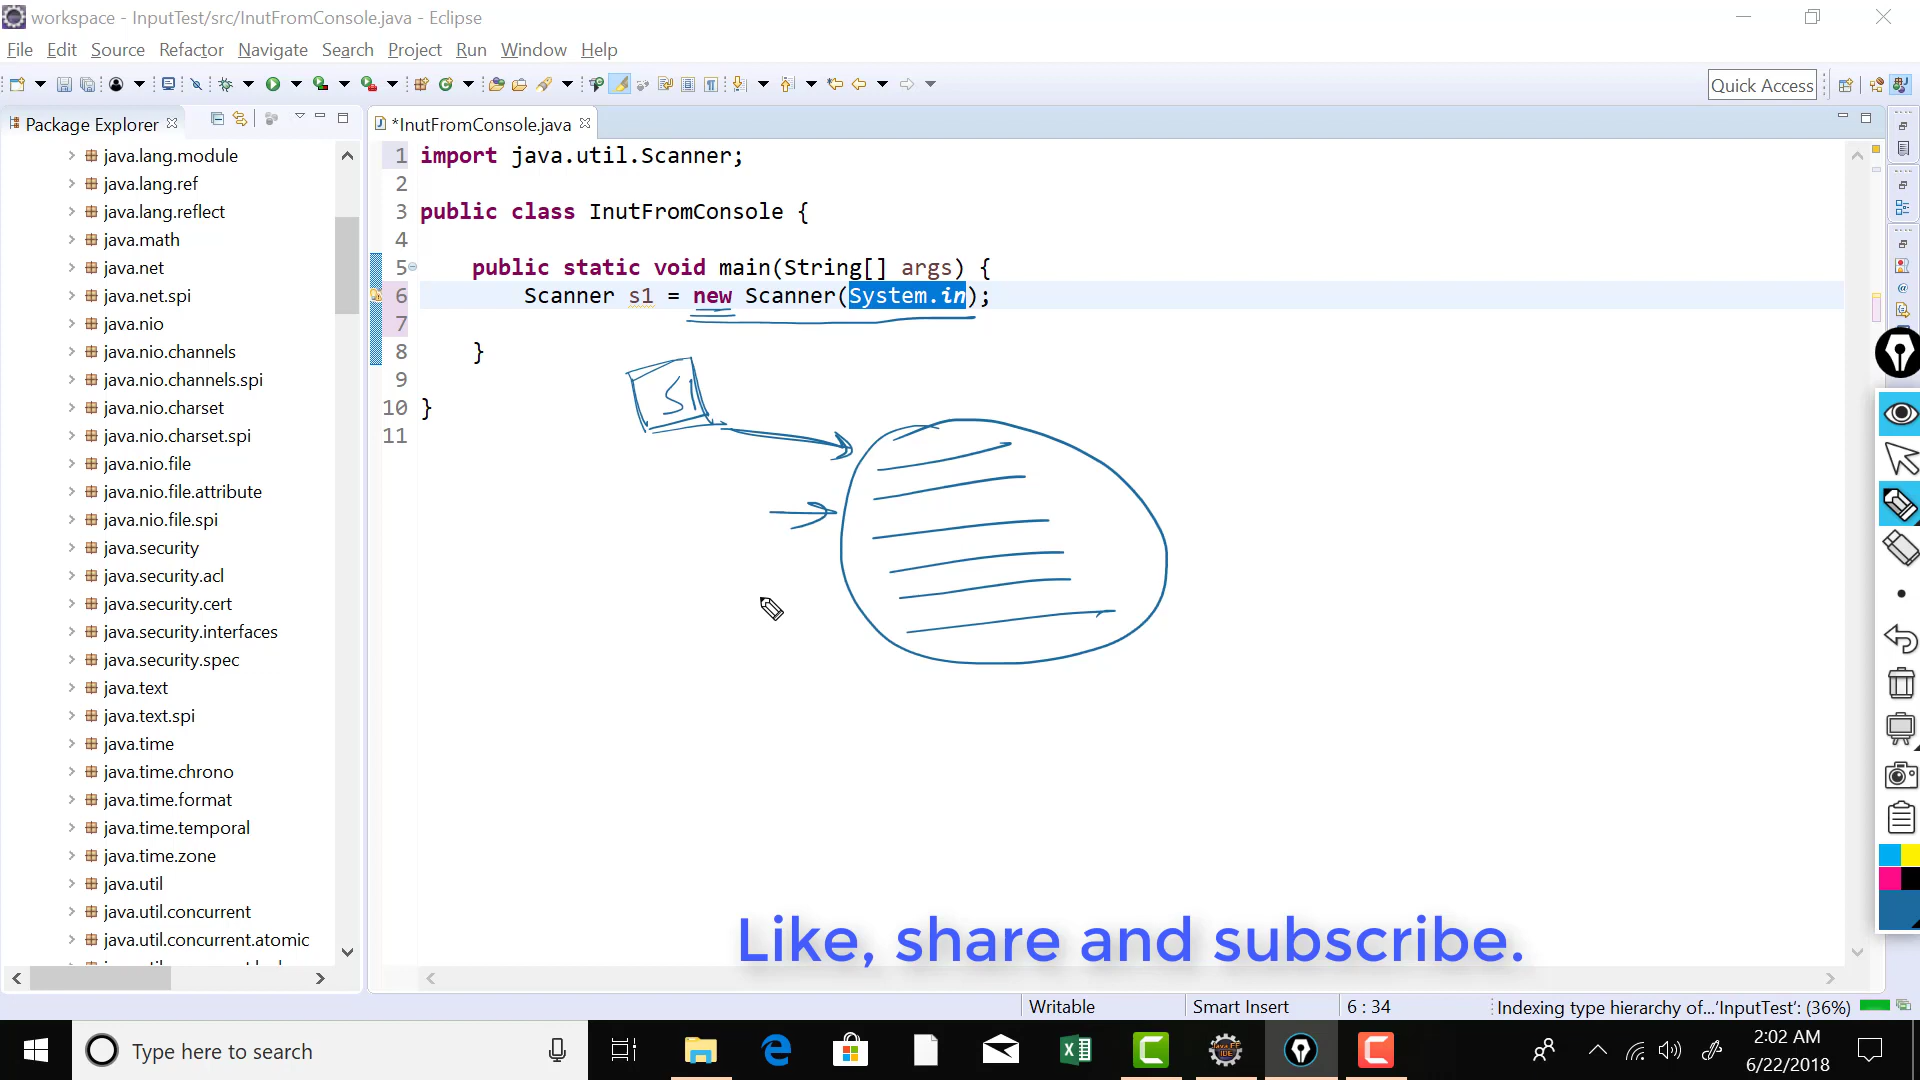 workspace - InputTest/src/InutFromConsole.java - Eclipse
File Edit Source Refactor Navigate Search Project Run Window Help
Quick Access
Package Explorer
*InutFromConsole.java
java.lang.module
java.lang.ref
java.lang.reflect
java.math
java.net
java.net.spi
java.nio
java.nio.channels
java.nio.channels.spi
java.nio.charset
java.nio.charset.spi
java.nio.file
java.nio.file.attribute
java.nio.file.spi
java.security
java.security.acl
java.security.cert
java.security.interfaces
java.security.spec
java.text
java.text.spi
java.time
java.time.chrono
java.time.format
java.time.temporal
java.time.zone
java.util
java.util.concurrent
java.util.concurrent.atomic
1 import java.util.Scanner;
2
3 public class InutFromConsole {
4
5 public static void main(String[] args) {
6 Scanner s1 = new Scanner(System.in);
7
8 }
9
10 }
11
S1
Like, share and subscribe.
Writable Smart Insert 6 : 34 Indexing type hierarchy of...'InputTest': (36%)
Type here to search
2:02 AM
6/22/2018